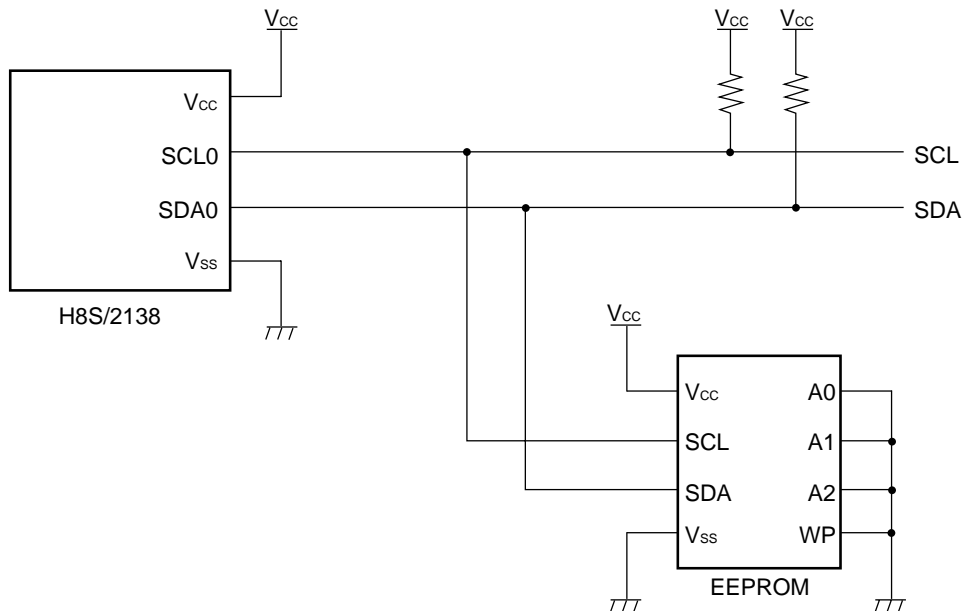 VCC
VCC
VCC
VCC
SCL0
SCL
SDA0
SDA
VSS
H8S/2138
VCC
VCC
A0
SCL
A1
SDA
A2
VSS
WP
EEPROM